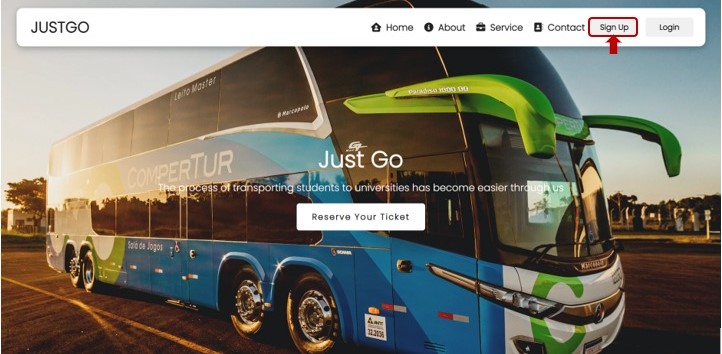 JUSTGO
Home
About
Service
Contact
Sign Up
Login
Leito Master
Marcopolo
Paradiso 1800 DD
COMPERTUR
Just Go
The process of transporting students to universities has become easier through us
Reserve Your Ticket
Sala de Jogos
SCANIA